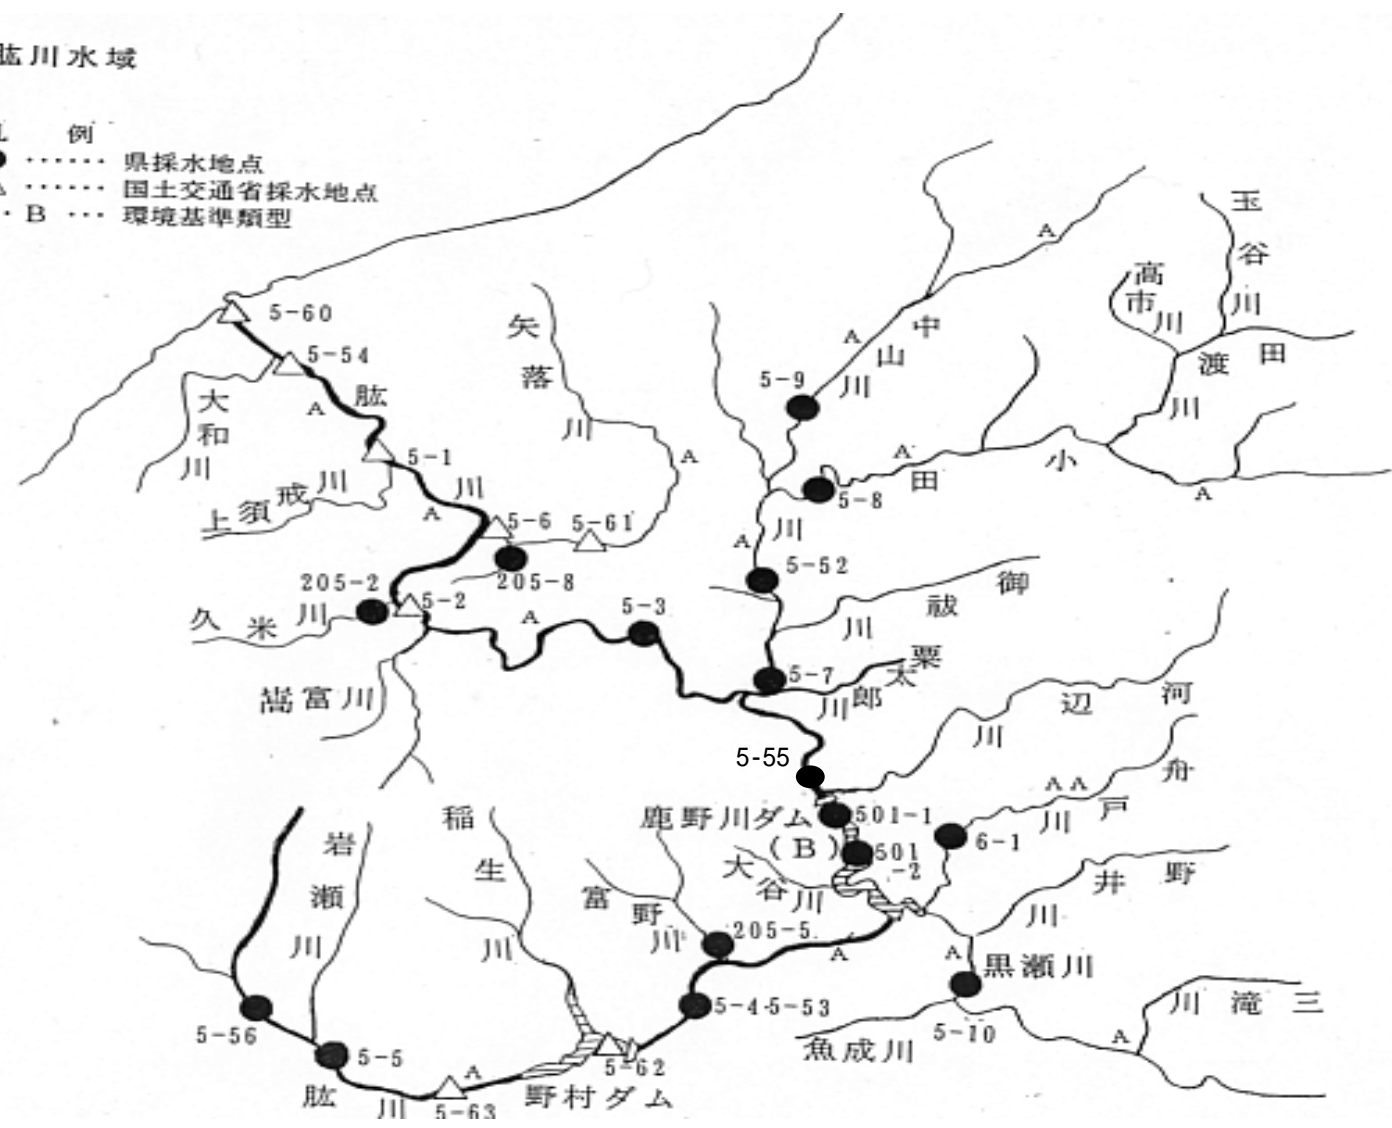 肱川水域
例
県採水地点
国土交通省採水地点
B 環境基準類型
5-60
5-54
肱
A
大和川
5-1
川
A
上須戒川
矢落川
A
5-6
5-61
205-8
205-2
久米川
5-2
嵩富川
A
5-3
中山川
A
A
5-9
玉谷川
高市川
田渡川
小田川
A
A
5-8
A
5-52
御祓川
5-7
粟太郎川
河辺川
5-55
鹿野川ダム
(B)
501-1
501-2
舟戸川
AA
6-1
大谷川
野井川
A
黒瀬川
5-10
魚成川
三滝川
A
富野川
205-5
A
5-4・5-53
稲生川
岩瀬川
5-56
5-5
肱川
A
5-63
5-62
野村ダム